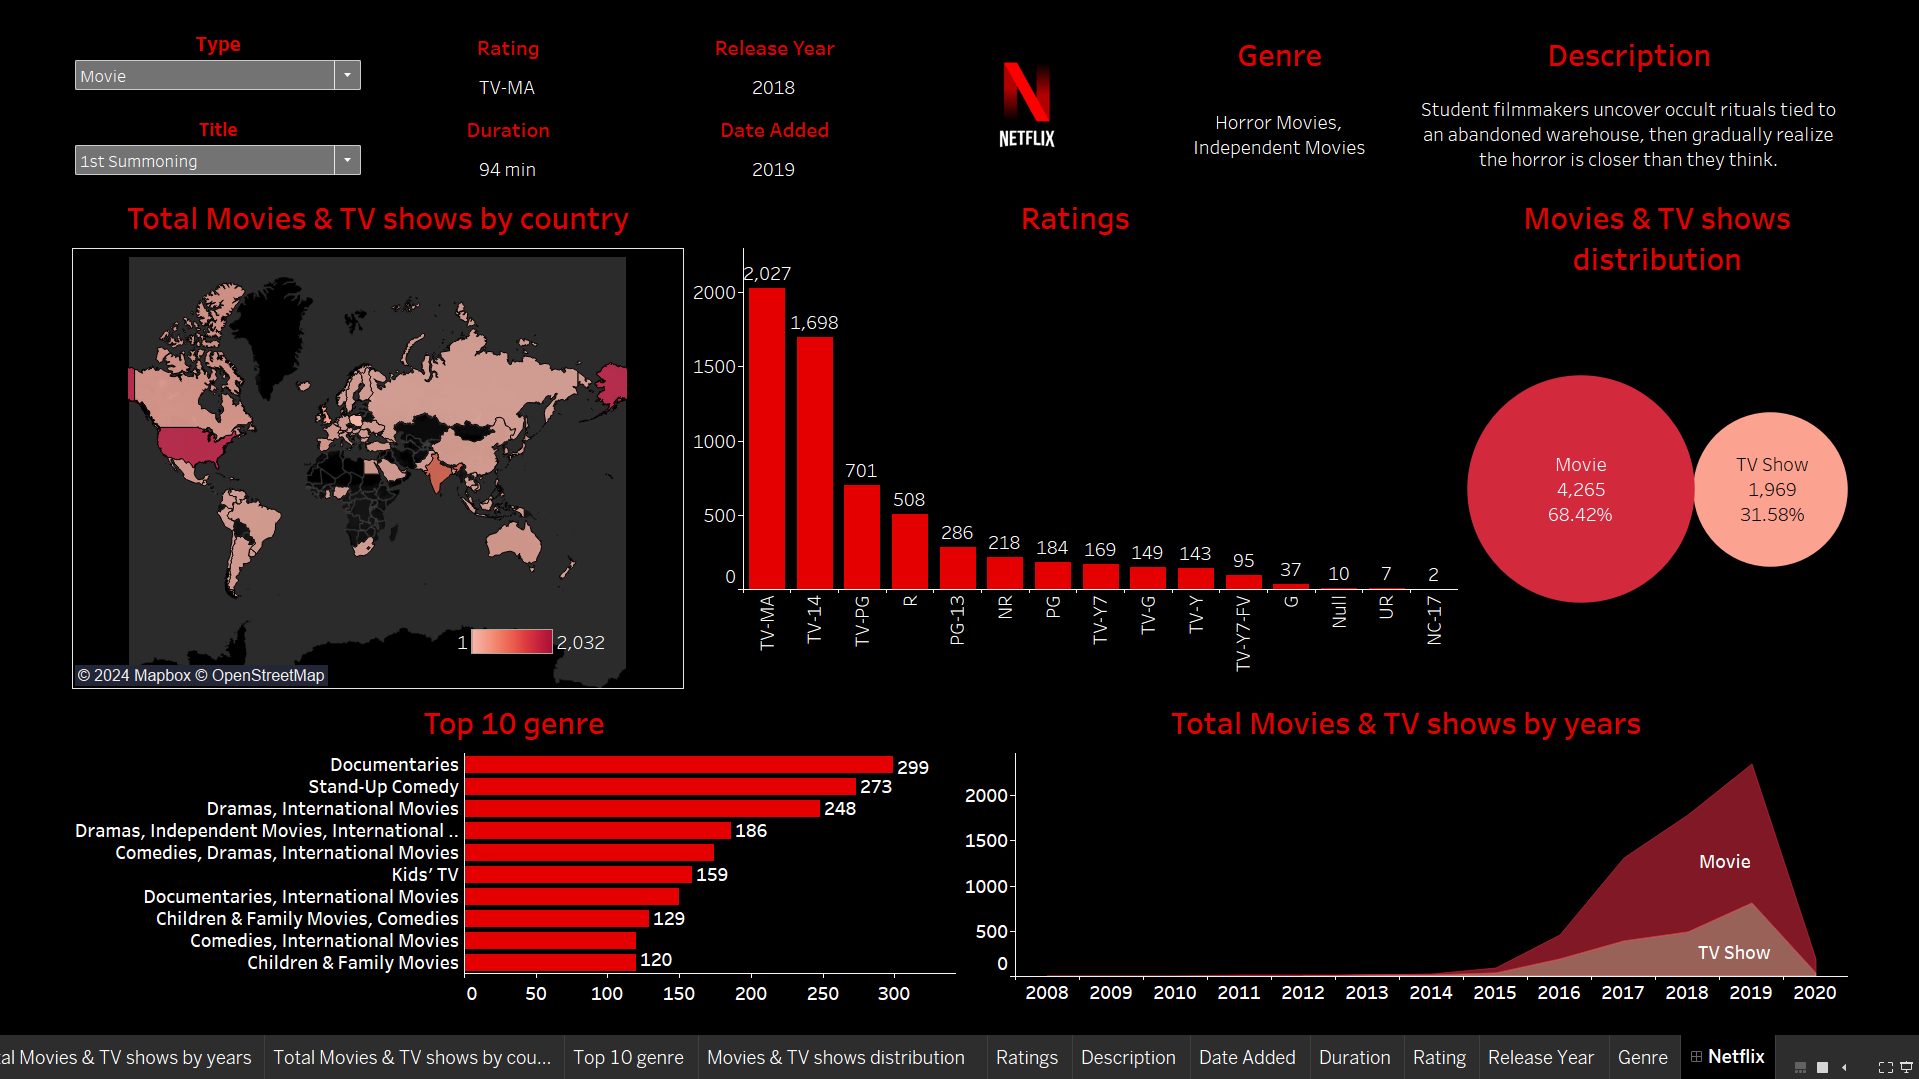 Type
Movie
Title
1st Summoning
Rating
TV-MA
Duration
94 min
Release Year
2018
Date Added
2019
NETFLIX
Genre
Horror Movies,
Independent Movies
Description
Student filmmakers uncover occult rituals tied to
an abandoned warehouse, then gradually realize
the horror is closer than they think.
Total Movies & TV shows by country
1
2,032
© 2024 Mapbox © OpenStreetMap
Ratings
2000
1500
1000
500
0
2,027
1,698
701
508
286
218
184
169
149
143
95
37
10
7
2
TV-MA
TV-14
TV-PG
R
PG-13
NR
PG
TV-Y7
TV-G
TV-Y
TV-Y7-FV
G
Null
UR
NC-17
Movies & TV shows
distribution
Movie
4,265
68.42%
TV Show
1,969
31.58%
Top 10 genre
Documentaries 299
Stand-Up Comedy 273
Dramas, International Movies 248
Dramas, Independent Movies, International .. 186
Comedies, Dramas, International Movies
Kids’ TV 159
Documentaries, International Movies
Children & Family Movies, Comedies 129
Comedies, International Movies
Children & Family Movies 120
0 50 100 150 200 250 300
Total Movies & TV shows by years
2000
1500
1000
500
0
Movie
TV Show
2008 2009 2010 2011 2012 2013 2014 2015 2016 2017 2018 2019 2020
al Movies & TV shows by years Total Movies & TV shows by cou... Top 10 genre Movies & TV shows distribution Ratings Description Date Added Duration Rating Release Year Genre Netflix